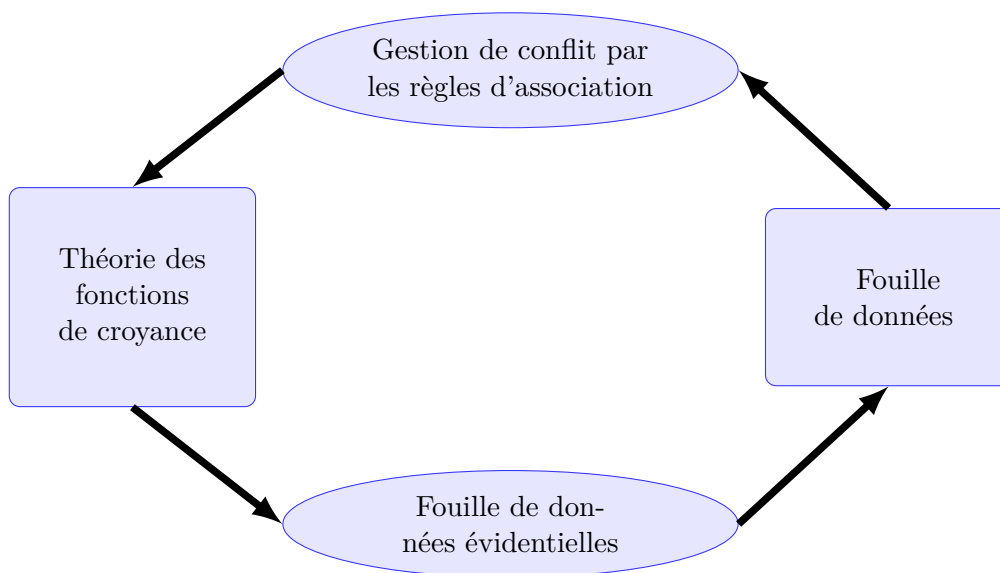 Gestion de conflit par
les règles d'association
Théorie des
fonctions
de croyance
Fouille
de données
Fouille de don-
nées évidentielles